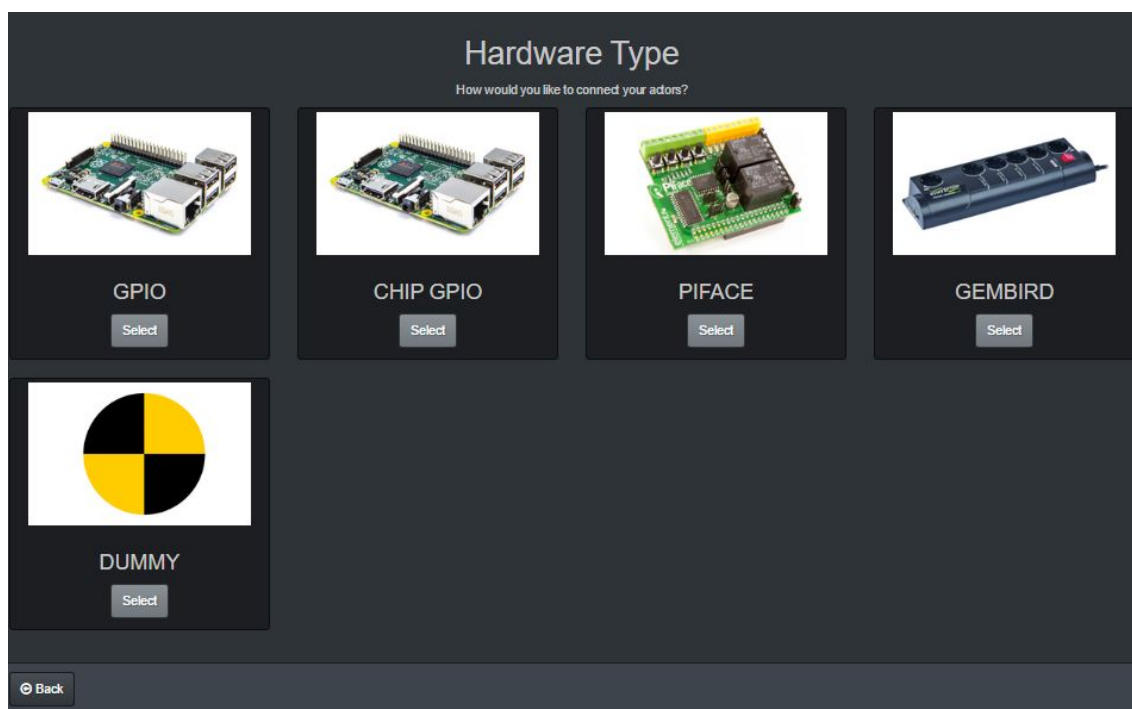 Hardware Type
How would you like to connect your actors?
GPIO
Select
CHIP GPIO
Select
PIFACE
Select
GEMBIRD
Select
DUMMY
Select
Back